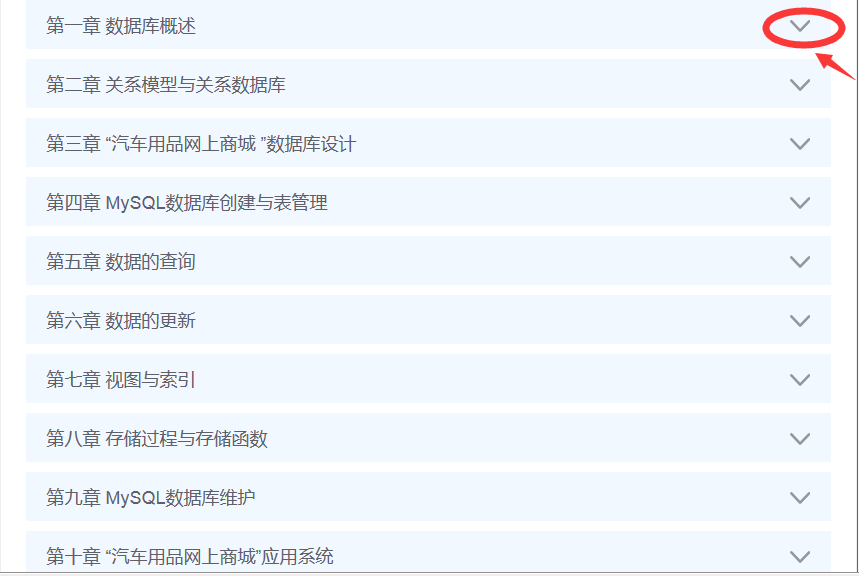 第一章 数据库概述
第二章 关系模型与关系数据库
第三章 “汽车用品网上商城 ”数据库设计
第四章 MySQL数据库创建与表管理
第五章 数据的查询
第六章 数据的更新
第七章 视图与索引
第八章 存储过程与存储函数
第九章 MySQL数据库维护
第十章 “汽车用品网上商城”应用系统